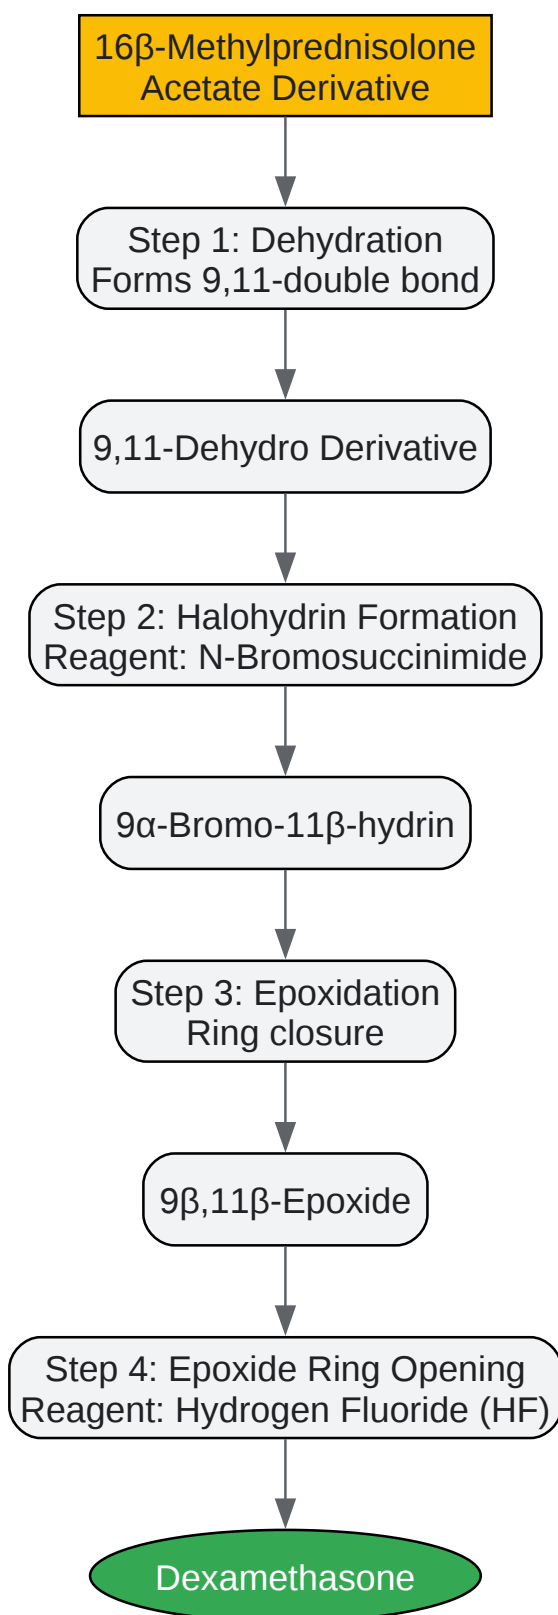 16β-Methylprednisolone
Acetate Derivative
Step 1: Dehydration
Forms 9,11-double bond
9,11-Dehydro Derivative
Step 2: Halohydrin Formation
Reagent: N-Bromosuccinimide
9α-Bromo-11β-hydrin
Step 3: Epoxidation
Ring closure
9β,11β-Epoxide
Step 4: Epoxide Ring Opening
Reagent: Hydrogen Fluoride (HF)
Dexamethasone